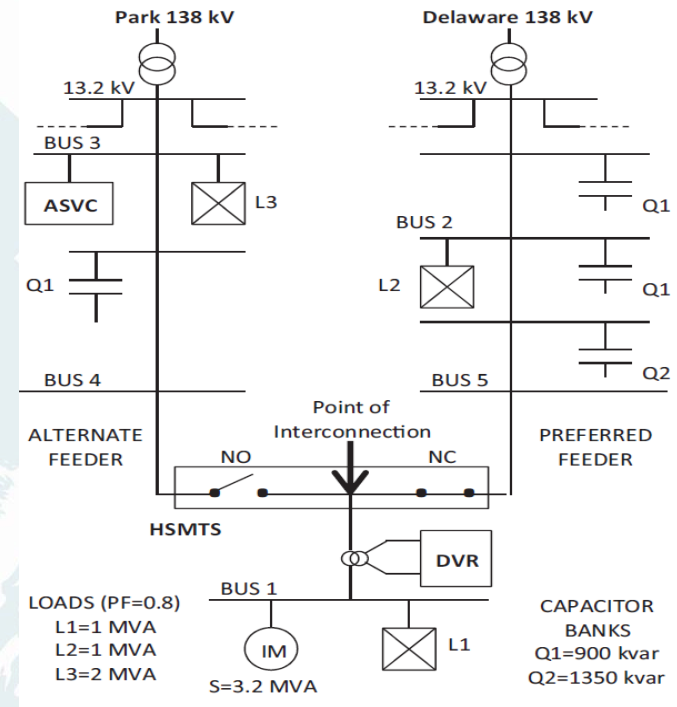 Park 138 kV
Delaware 138 kV
13.2 kV
13.2 kV
BUS 3
ASVC
L3
Q1
BUS 2
Q1
L2
Q1
Q2
BUS 4
BUS 5
Point of
Interconnection
ALTERNATE
FEEDER
PREFERRED
FEEDER
NO
NC
HSMTS
DVR
BUS 1
LOADS (PF=0.8)
L1=1 MVA
L2=1 MVA
L3=2 MVA
IM
S=3.2 MVA
L1
CAPACITOR
BANKS
Q1=900 kvar
Q2=1350 kvar